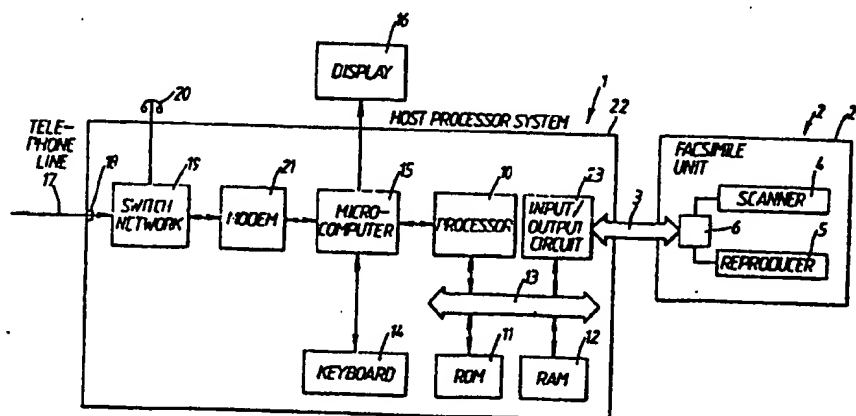 16
DISPLAY
20
HOST PROCESSOR SYSTEM
1
22
2
2
TELE-
PHONE
LINE
17
18
19
SWITCH
NETWORK
21
MODEM
15
MICRO-
COMPUTER
10
PROCESSOR
23
INPUT/
OUTPUT
CIRCUIT
3
FACSIMILE
UNIT
4
SCANNER
6
5
REPRODUCER
13
14
KEYBOARD
11
ROM
12
RAM